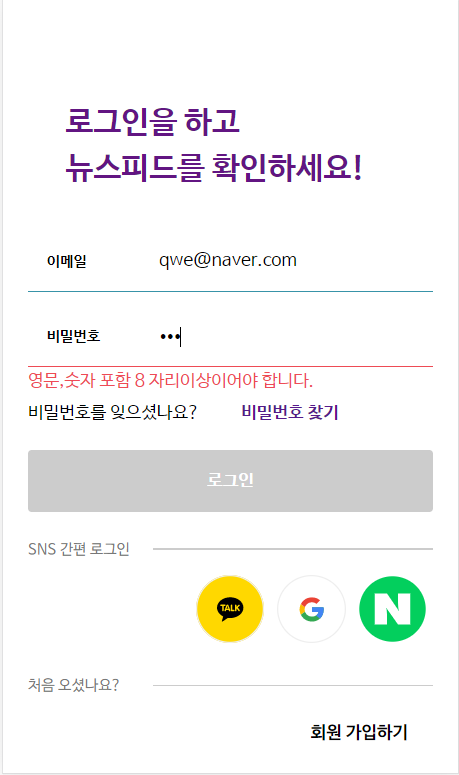 로그인을 하고
뉴스피드를 확인하세요!
이메일 qwe@naver.com
비밀번호 •••
영문,숫자 포함 8 자리이상이어야 합니다.
비밀번호를 잊으셨나요? 비밀번호 찾기
로그인
SNS 간편 로그인
TALK G N
처음 오셨나요?
회원 가입하기